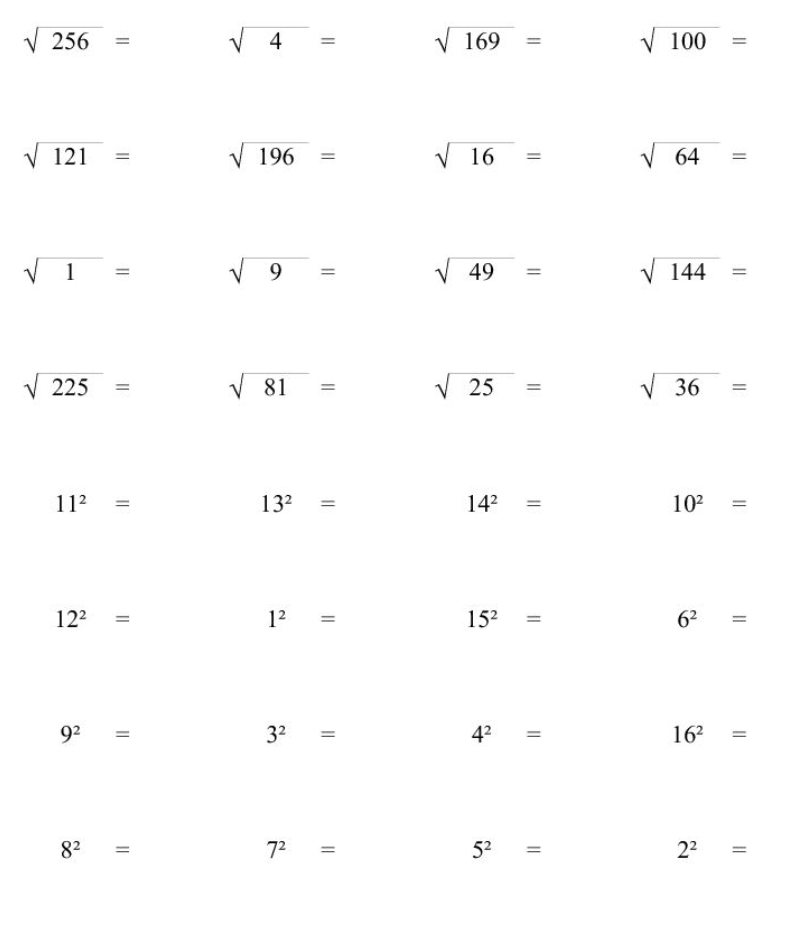 √256 = √4 = √169 = √100 =
√121 = √196 = √16 = √64 =
√1 = √9 = √49 = √144 =
√225 = √81 = √25 = √36 =
11² = 13² = 14² = 10² =
12² = 1² = 15² = 6² =
9² = 3² = 4² = 16² =
8² = 7² = 5² = 2² =